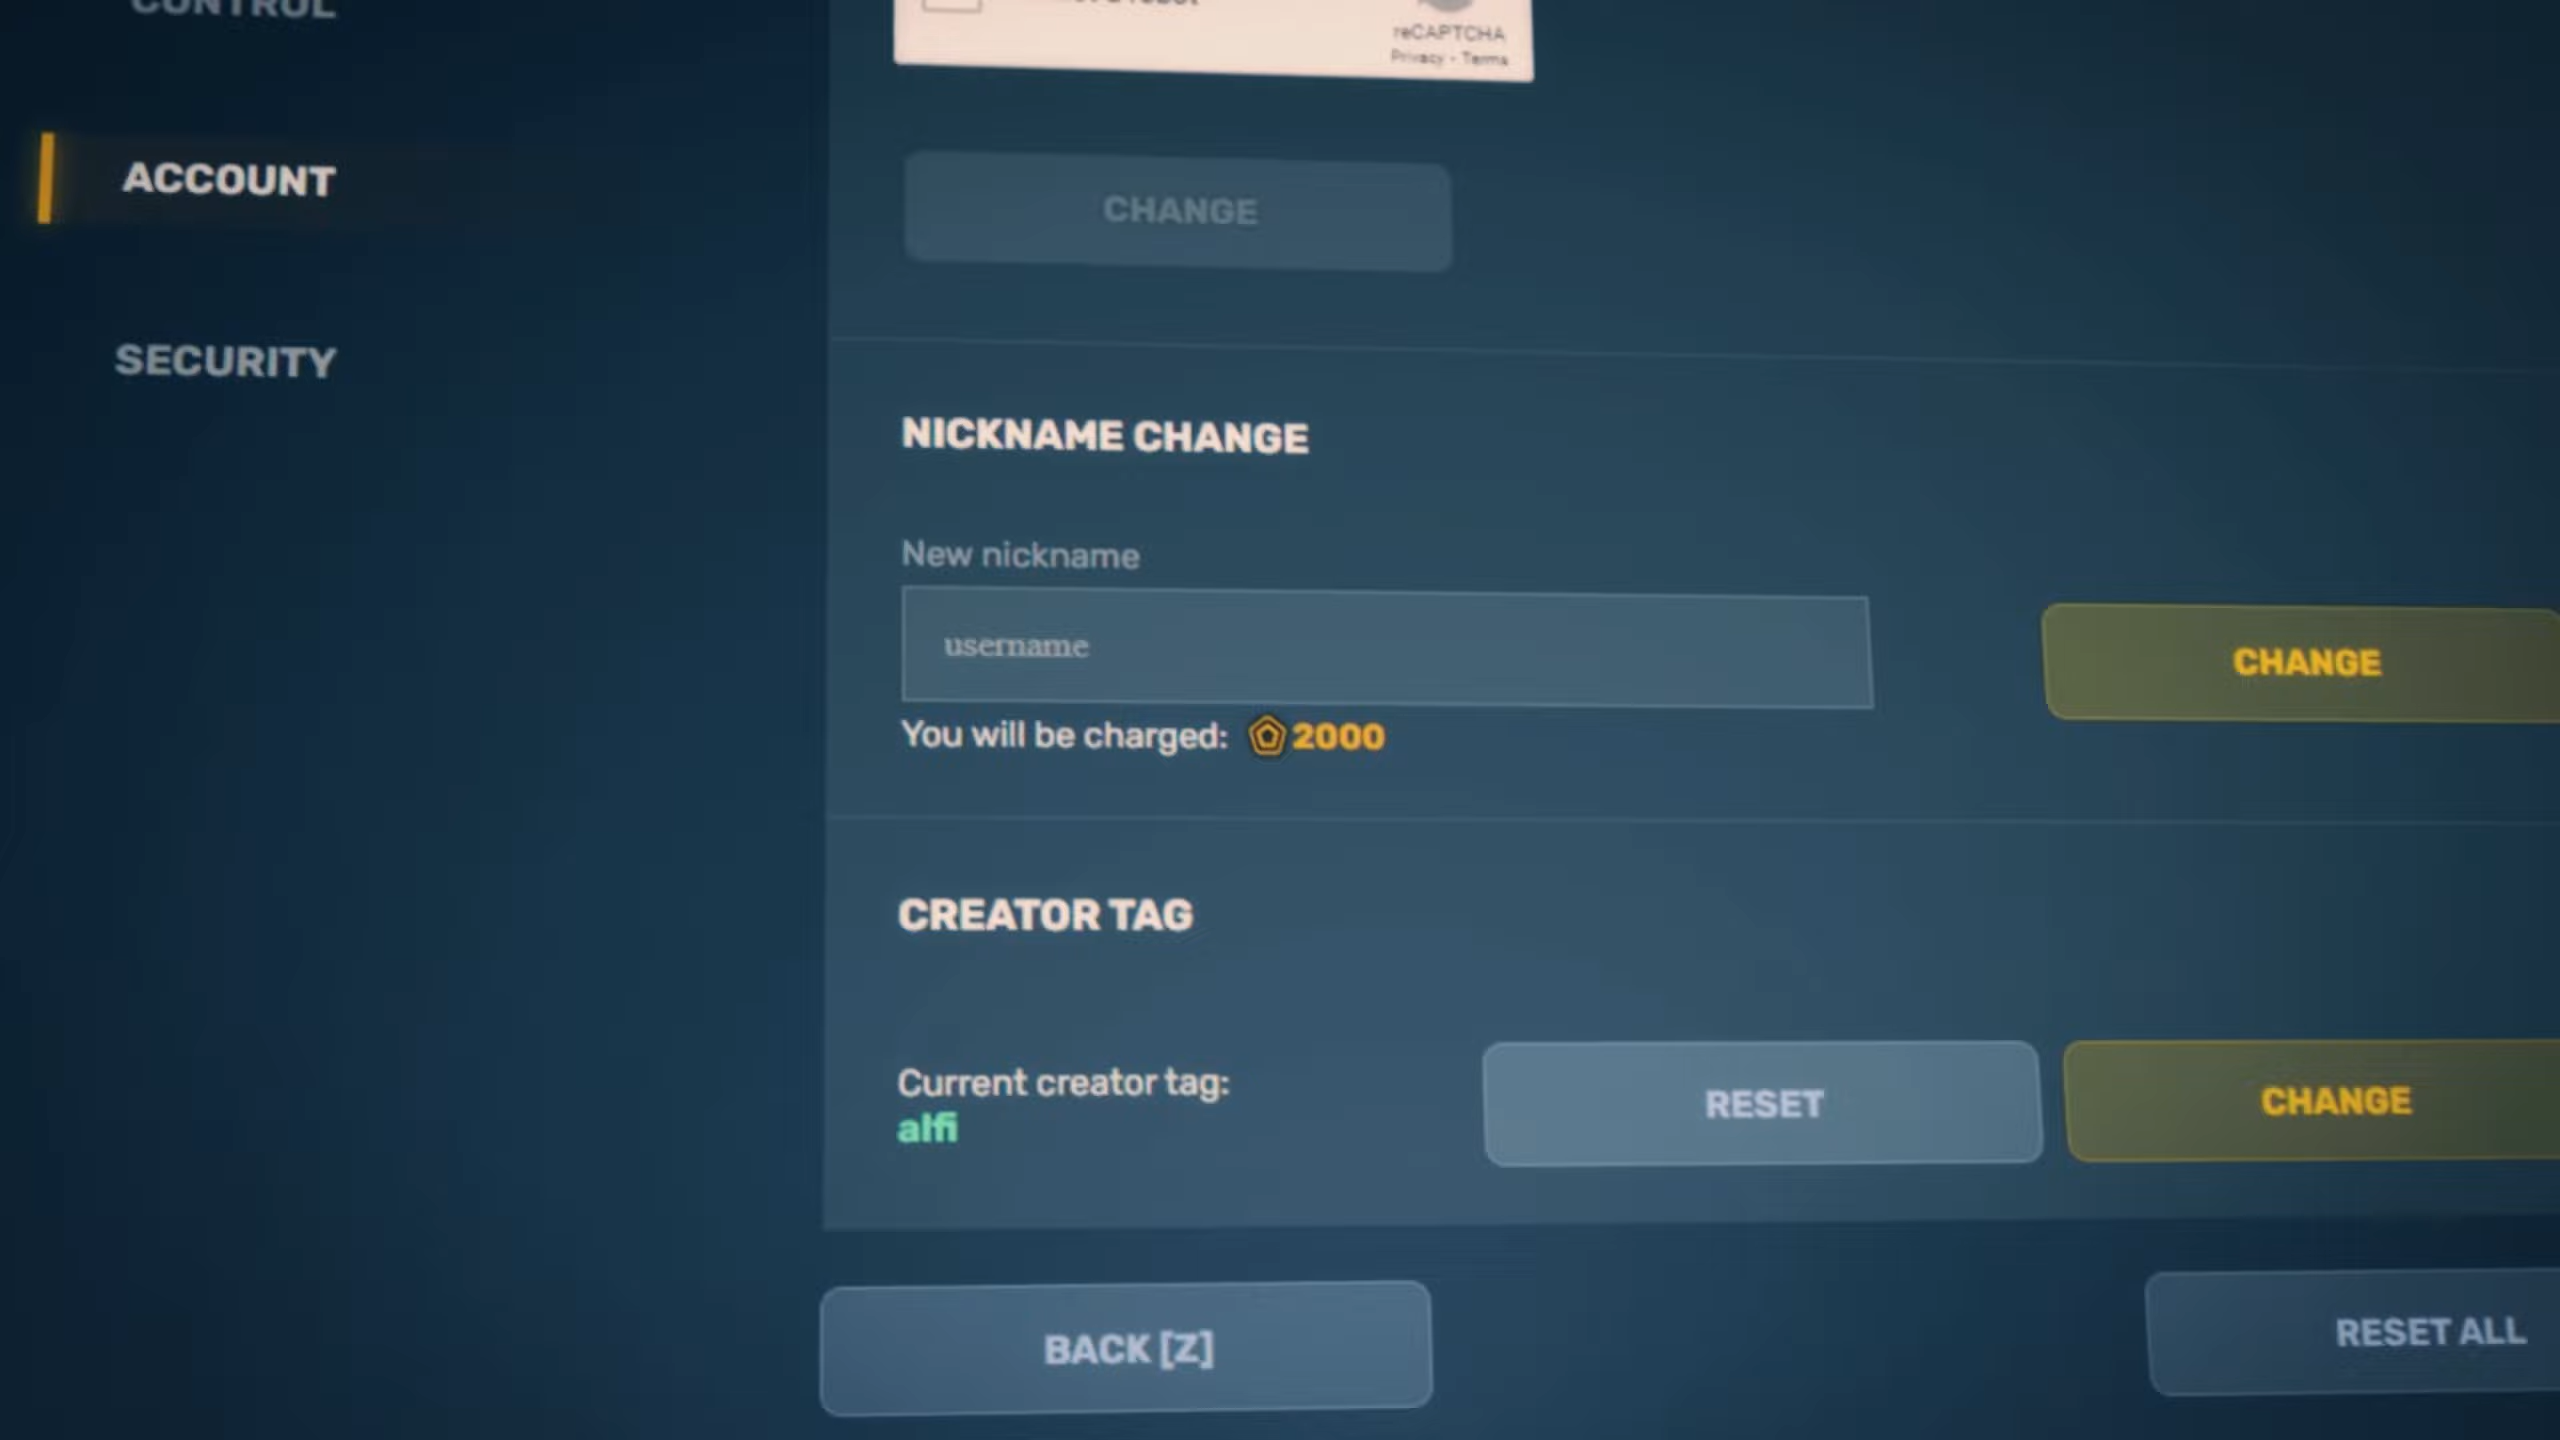 CONTROL
reCAPTCHA
Privacy - Terms
ACCOUNT
CHANGE
SECURITY
NICKNAME CHANGE
New nickname
username
CHANGE
You will be charged: 2000
CREATOR TAG
Current creator tag:
alfi
RESET
CHANGE
BACK [Z]
RESET ALL